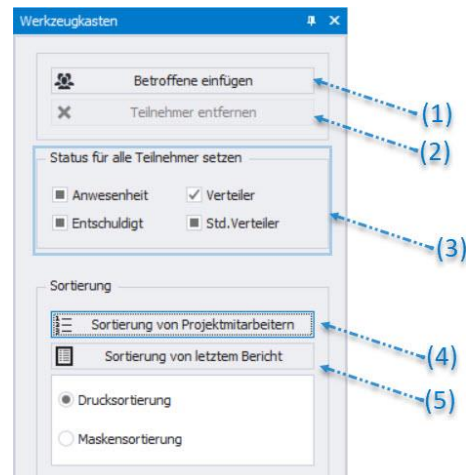 Werkzeugkasten
Betroffene einfügen
(1)
Teilnehmer entfernen
(2)
Status für alle Teilnehmer setzen
Anwesenheit Verteiler
Entschuldigt Std.Verteiler
(3)
Sortierung
Sortierung von Projektmitarbeitern
(4)
Sortierung von letztem Bericht
(5)
Drucksortierung
Maskensortierung